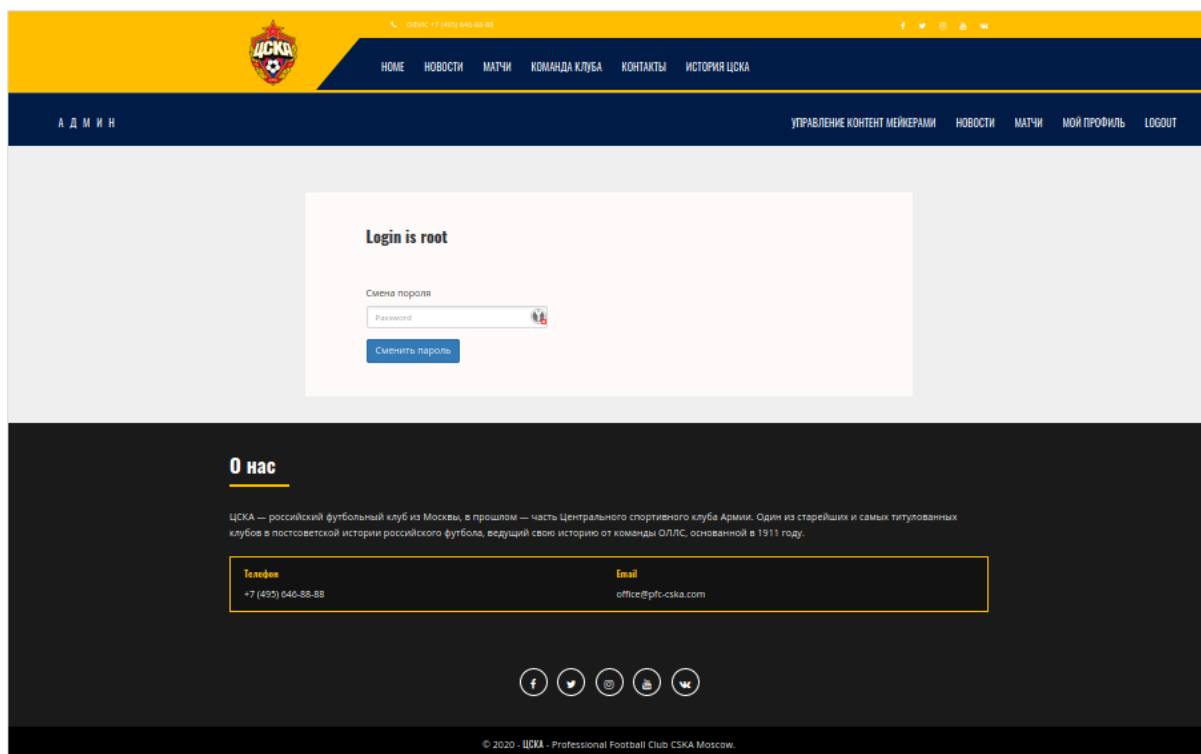 ОФИС +7 (495) 646-88-88
ЦСКА
HOME НОВОСТИ МАТЧИ КОМАНДА КЛУБА КОНТАКТЫ ИСТОРИЯ ЦСКА
АДМИН
УПРАВЛЕНИЕ КОНТЕНТ МЕЙКЕРАМИ НОВОСТИ МАТЧИ МОЙ ПРОФИЛЬ LOGOUT
Login is root
Смена пароля
Password
Сменить пароль
О нас
ЦСКА — российский футбольный клуб из Москвы, в прошлом — часть Центрального спортивного клуба Армии. Один из старейших и самых титулованных
клубов в постсоветской истории российского футбола, ведущий свою историю от команды ОЛЛС, основанной в 1911 году.
Телефон Email
+7 (495) 646-88-88 office@pfc-cska.com
© 2020 - ЦСКА - Professional Football Club CSKA Moscow.